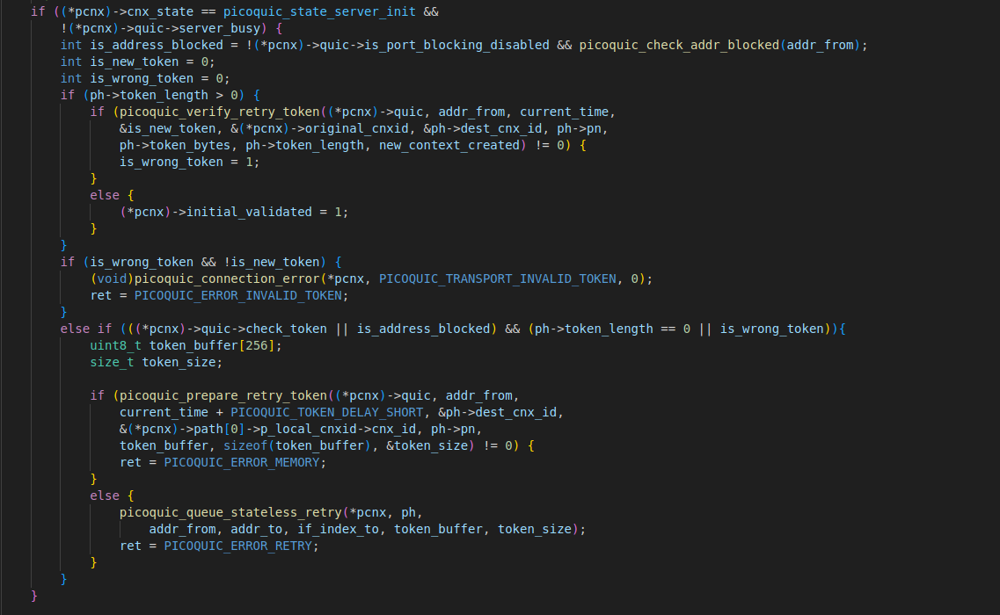 if ((*pcnx)->cnx_state == picoquic_state_server_init &&
!(*pcnx)->quic->server_busy) {
int is_address_blocked = !(*pcnx)->quic->is_port_blocking_disabled && picoquic_check_addr_blocked(addr_from);
int is_new_token = 0;
int is_wrong_token = 0;
if (ph->token_length > 0) {
if (picoquic_verify_retry_token((*pcnx)->quic, addr_from, current_time,
&is_new_token, &(*pcnx)->original_cnxid, &ph->dest_cnx_id, ph->pn,
ph->token_bytes, ph->token_length, new_context_created) != 0) {
is_wrong_token = 1;
}
else {
(*pcnx)->initial_validated = 1;
}
}
if (is_wrong_token && !is_new_token) {
(void)picoquic_connection_error(*pcnx, PICOQUIC_TRANSPORT_INVALID_TOKEN, 0);
ret = PICOQUIC_ERROR_INVALID_TOKEN;
}
else if (((*pcnx)->quic->check_token || is_address_blocked) && (ph->token_length == 0 || is_wrong_token)){
uint8_t token_buffer[256];
size_t token_size;
if (picoquic_prepare_retry_token((*pcnx)->quic, addr_from,
current_time + PICOQUIC_TOKEN_DELAY_SHORT, &ph->dest_cnx_id,
&(*pcnx)->path[0]->p_local_cnxid->cnx_id, ph->pn,
token_buffer, sizeof(token_buffer), &token_size) != 0) {
ret = PICOQUIC_ERROR_MEMORY;
}
else {
picoquic_queue_stateless_retry(*pcnx, ph,
addr_from, addr_to, if_index_to, token_buffer, token_size);
ret = PICOQUIC_ERROR_RETRY;
}
}
}